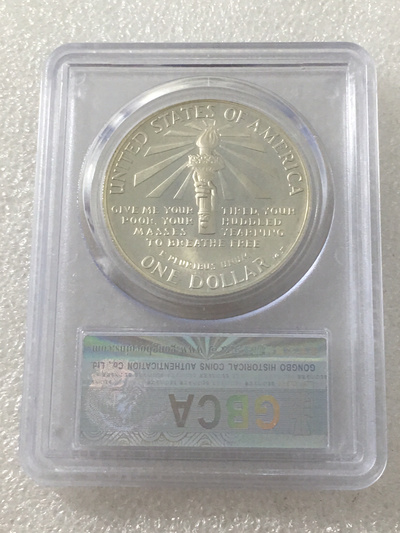 UNITED STATES OF AMERICA
GIVE ME YOUR TIRED, YOUR
POOR, YOUR HUDDLED
MASSES YEARNING
TO BREATHE FREE
E PLURIBUS UNUM
ONE DOLLAR
GONGBO HISTORICAL COINS AUTHENTICATION Co., Ltd
GBCA